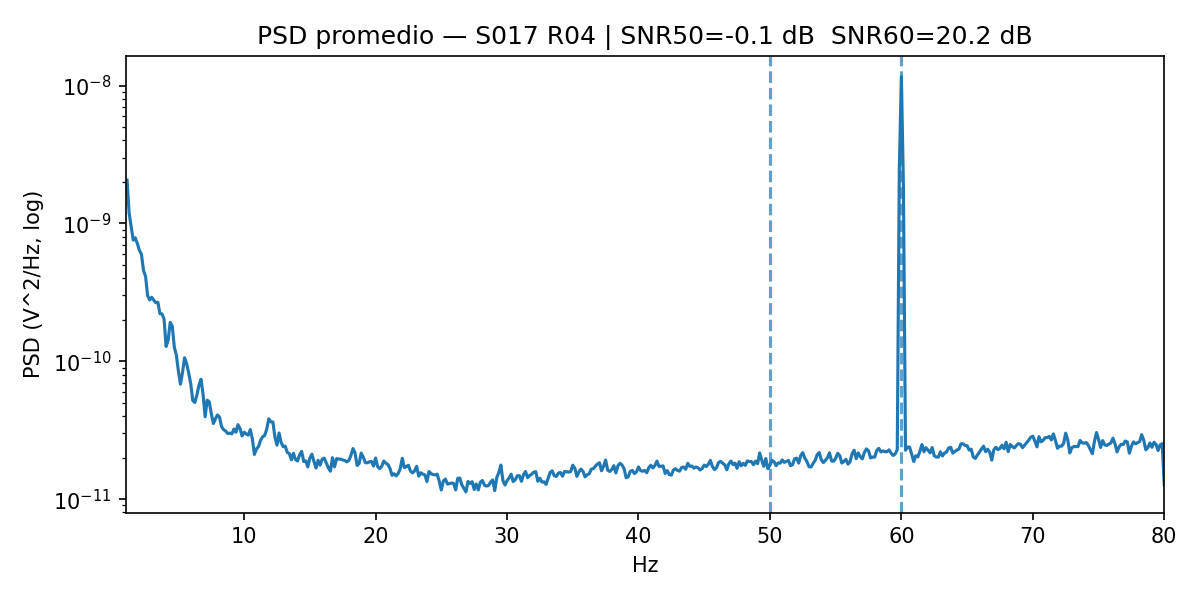 PSD promedio — S017 R04 | SNR50=-0.1 dB  SNR60=20.2 dB
PSD (V^2/Hz, log)
10⁻⁸
10⁻⁹
10⁻¹⁰
10⁻¹¹
10 20 30 40 50 60 70 80
Hz